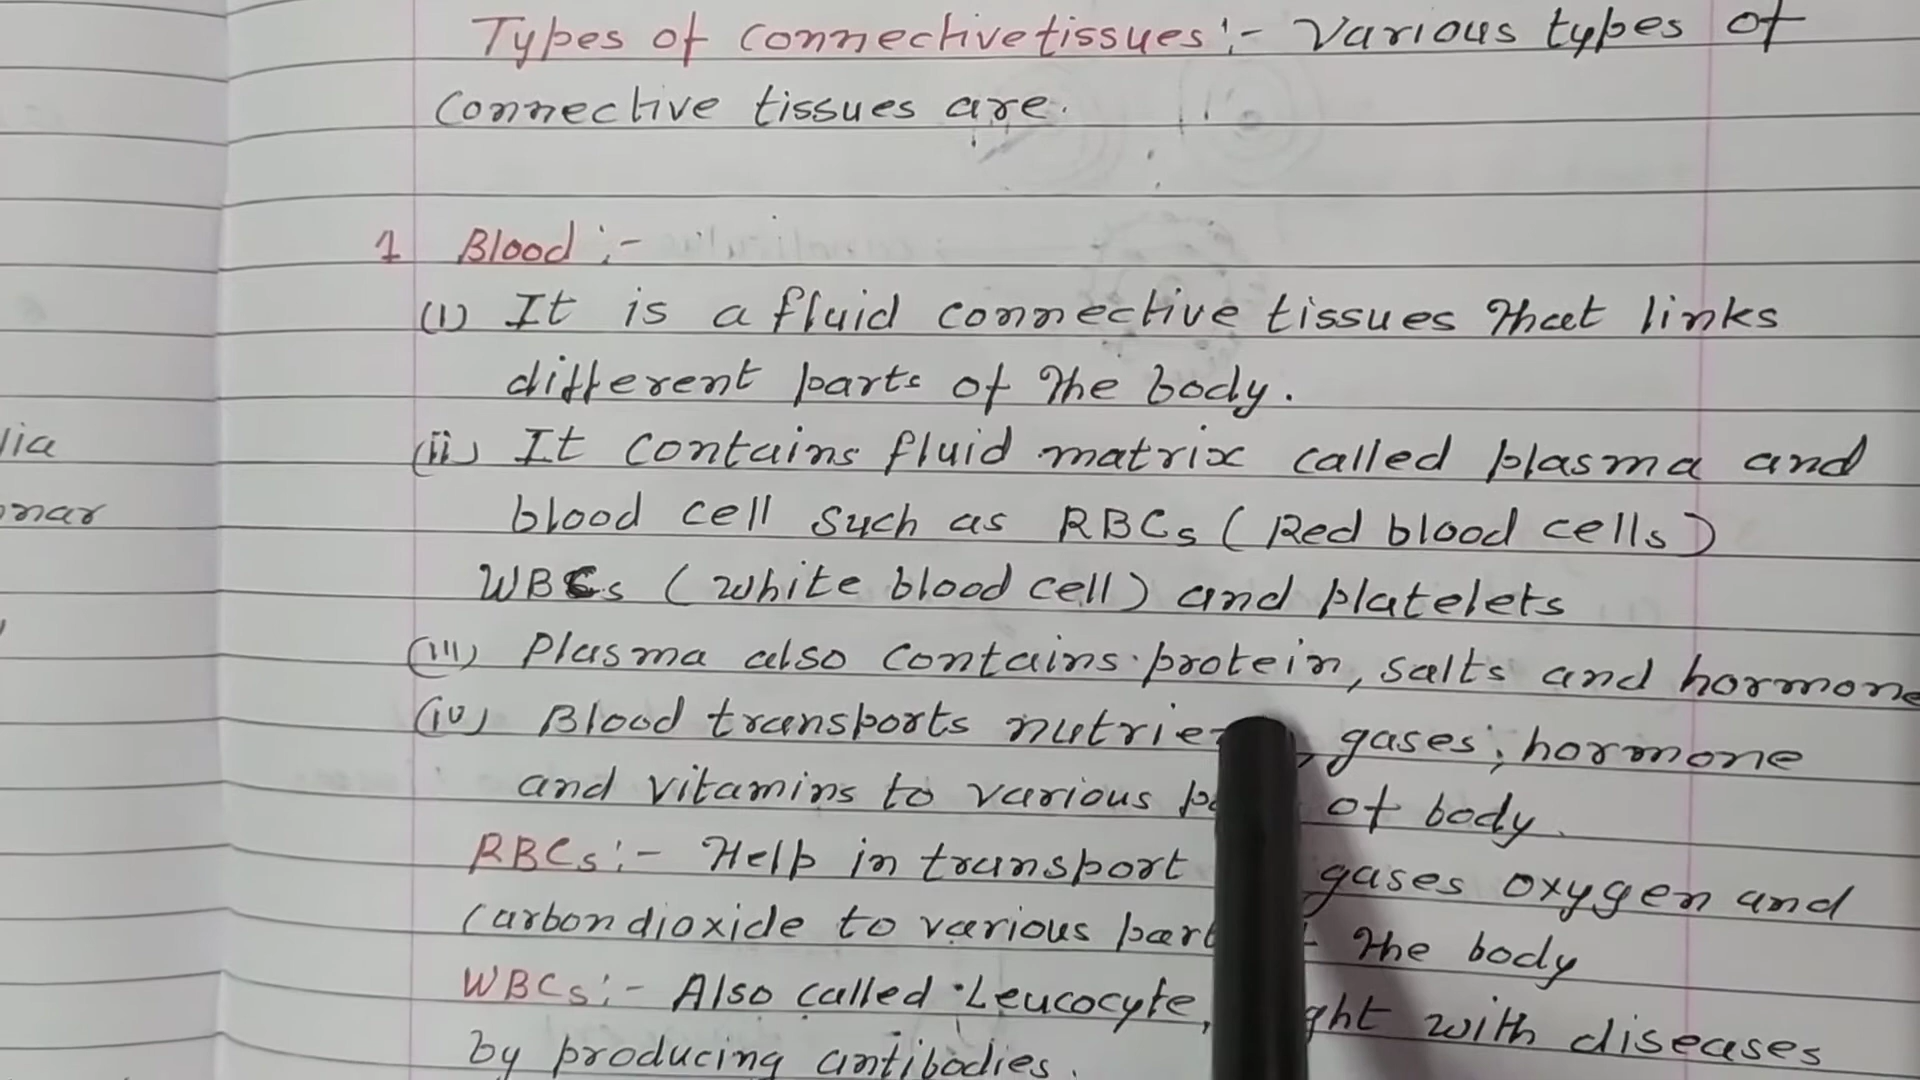 Types of connective tissues :- Various types of
connective tissues are.
1 Blood :-
(i) It is a fluid connective tissues that links
different parts of the body.
(ii) It contains fluid matrix called plasma and
blood cell such as RBCs (Red blood cells)
WBCs (white blood cell) and platelets
(iii) Plasma also contains protein, salts and hormone
(iv) Blood transports , gases, hormone
and vitamins to various of body.
RBCs :- Help in transport gases oxygen and
carbondioxide to various the body
WBCs :- Also called Leucocyte, with diseases
by producing antibodies.